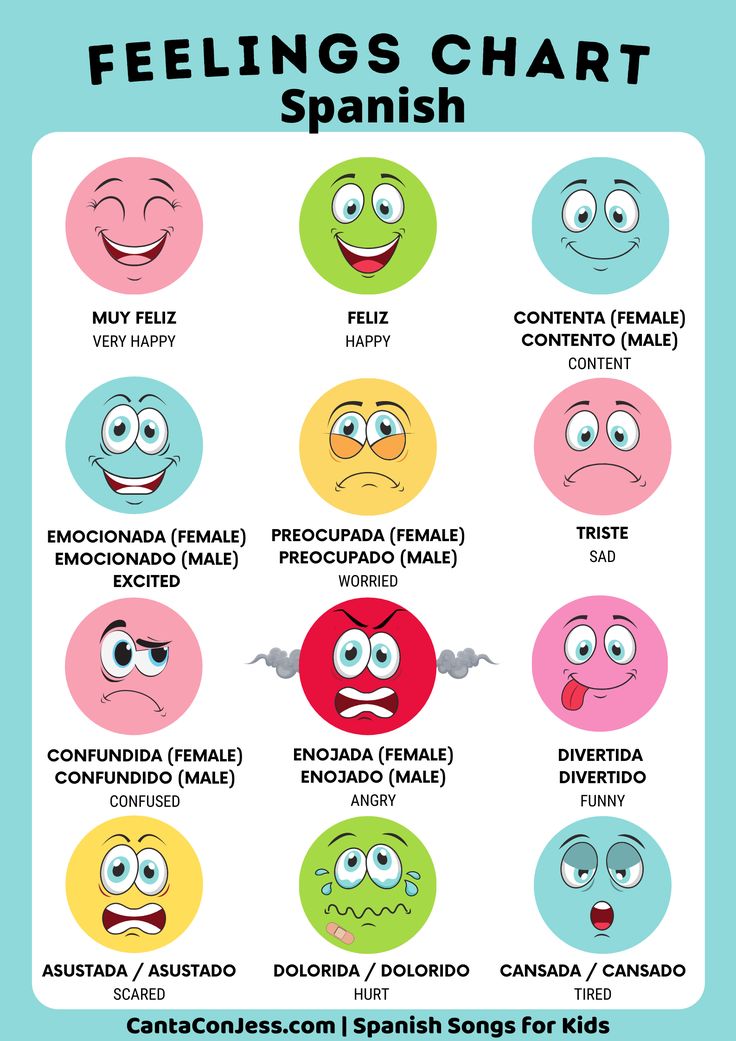 FEELINGS CHART
Spanish
MUY FELIZ
VERY HAPPY
FELIZ
HAPPY
CONTENTA (FEMALE)
CONTENTO (MALE)
CONTENT
EMOCIONADA (FEMALE)
EMOCIONADO (MALE)
EXCITED
PREOCUPADA (FEMALE)
PREOCUPADO (MALE)
WORRIED
TRISTE
SAD
CONFUNDIDA (FEMALE)
CONFUNDIDO (MALE)
CONFUSED
ENOJADA (FEMALE)
ENOJADO (MALE)
ANGRY
DIVERTIDA
DIVERTIDO
FUNNY
ASUSTADA / ASUSTADO
SCARED
DOLORIDA / DOLORIDO
HURT
CANSADA / CANSADO
TIRED
CantaConJess.com | Spanish Songs for Kids